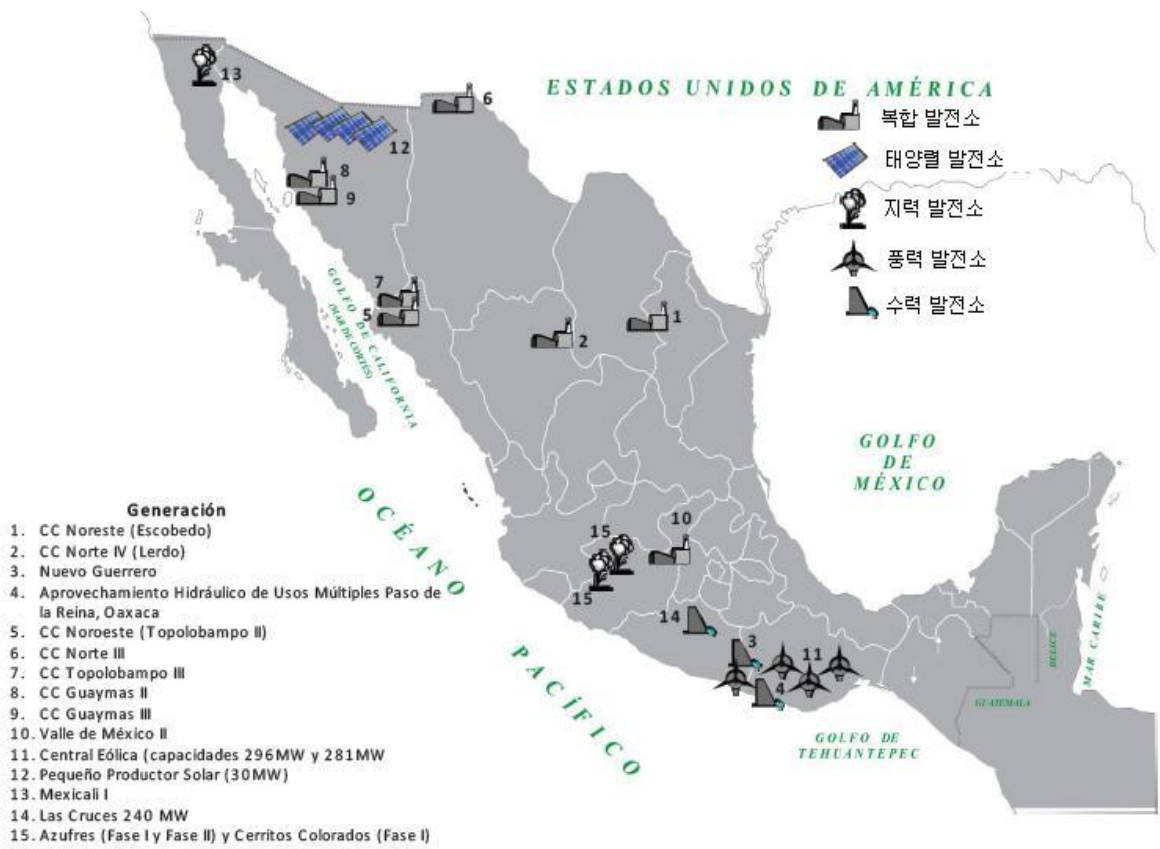 ESTADOS UNIDOS DE AMÉRICA
복합 발전소
태양렬 발전소
지력 발전소
풍력 발전소
수력 발전소
13
6
12
8
9
7
5
1
2
GOLFO DE CALIFORNIA
(MAR DE CORTÉS)
GOLFO
DE
MÉXICO
OCÉANO
PACÍFICO
15
10
15
14
3
11
4
MAR CARIBE
BELICE
GUATEMALA
GOLFO DE
TEHUANTEPEC
Generación
1. CC Noreste (Escobedo)
2. CC Norte IV (Lerdo)
3. Nuevo Guerrero
4. Aprovechamiento Hidráulico de Usos Múltiples Paso de
la Reina, Oaxaca
5. CC Noroeste (Topolobampo II)
6. CC Norte III
7. CC Topolobampo III
8. CC Guaymas II
9. CC Guaymas III
10. Valle de México II
11. Central Eólica (capacidades 296MW y 281MW
12. Pequeño Productor Solar (30MW)
13. Mexicali I
14. Las Cruces 240 MW
15. Azufres (Fase I y Fase II) y Cerritos Colorados (Fase I)